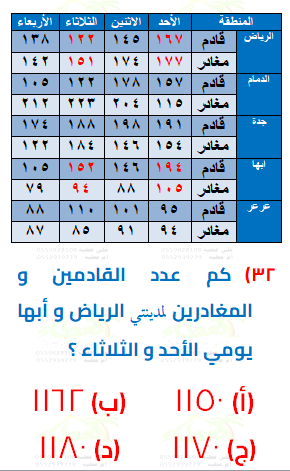 المنطقة الأحد الاثنين الثلاثاء الأربعاء
الرياض قادم ١٦٧ ١٤٥ ١٢٢ ١٣٨
مغادر ١٧٧ ١٧٤ ١٥١ ١٤٢
الدمام قادم ١٥٧ ١٧٨ ١٢٢ ١٠٥
مغادر ١١٥ ٢٠٤ ٢٢٣ ٢١٢
جدة قادم ١٩١ ١٩٨ ١٨٨ ١٧٤
مغادر ١٥٤ ١٤٦ ١٨٤ ١٢٢
ابها قادم ١٩٤ ١٤٦ ١٥٢ ١٠٥
مغادر ١٠٥ ٨٨ ٩٤ ٧٩
عرعر قادم ٩٥ ١٠١ ١١٠ ٨٨
مغادر ٩٤ ٩١ ٨٥ ٨٧
٣٢) كم عدد القادمين و
المغادرين لمدينتي الرياض و أبها
يومي الأحد و الثلاثاء ؟
(أ) ١١٥٠ (ب) ١١٦٢
(ج) ١١٧٠ (د) ١١٨٠